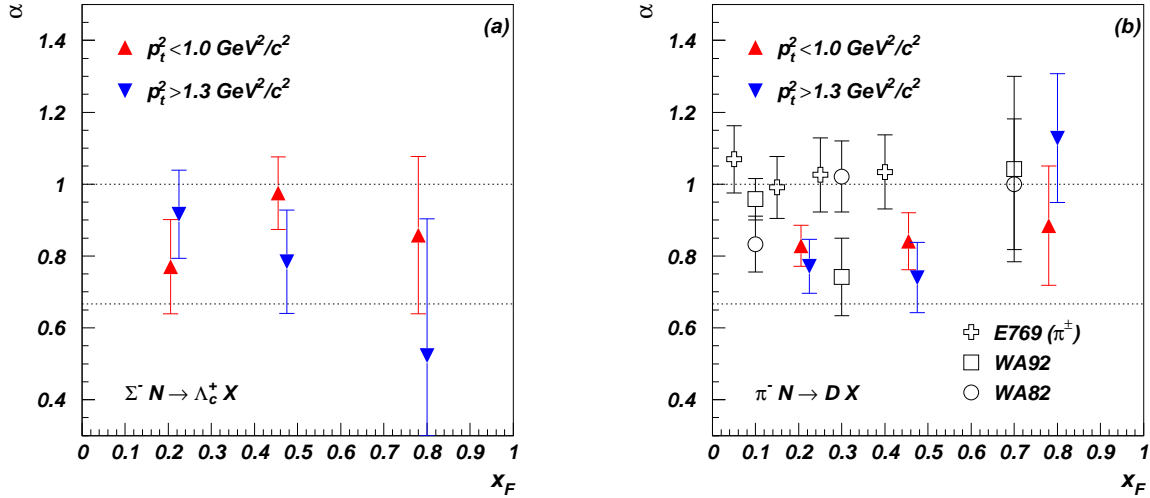 α
(a)
1.4
p_t^2 < 1.0 GeV^2/c^2
1.2
p_t^2 > 1.3 GeV^2/c^2
1
0.8
0.6
0.4
Σ^- N → Λ_c^+ X
0 0.1 0.2 0.3 0.4 0.5 0.6 0.7 0.8 0.9 1
x_F
α
(b)
1.4
p_t^2 < 1.0 GeV^2/c^2
1.2
p_t^2 > 1.3 GeV^2/c^2
1
0.8
0.6
E769 (π^±)
WA92
0.4
π^- N → D X
WA82
0 0.1 0.2 0.3 0.4 0.5 0.6 0.7 0.8 0.9 1
x_F